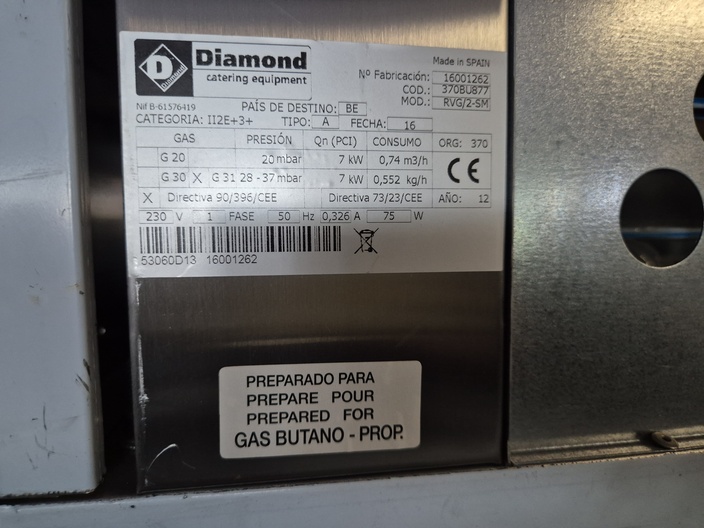 Diamond
catering equipment
Made in SPAIN
Nº Fabricación: 16001262
COD.: 370BU877
MOD.: RVG/2-SM
Nif B-61576419
PAÍS DE DESTINO: BE
CATEGORIA: II2E+3+ TIPO: A FECHA: 16
GAS PRESIÓN Qn (PCI) CONSUMO ORG: 370
G 20 20 mbar 7 kW 0,74 m3/h
G 30 X G 31 28 -37 mbar 7 kW 0,552 kg/h
CE
X Directiva 90/396/CEE Directiva 73/23/CEE AÑO: 12
230 V 1 FASE 50 Hz 0,326 A 75 W
53060D13 16001262
PREPARADO PARA
PREPARE POUR
PREPARED FOR
GAS BUTANO - PROP.